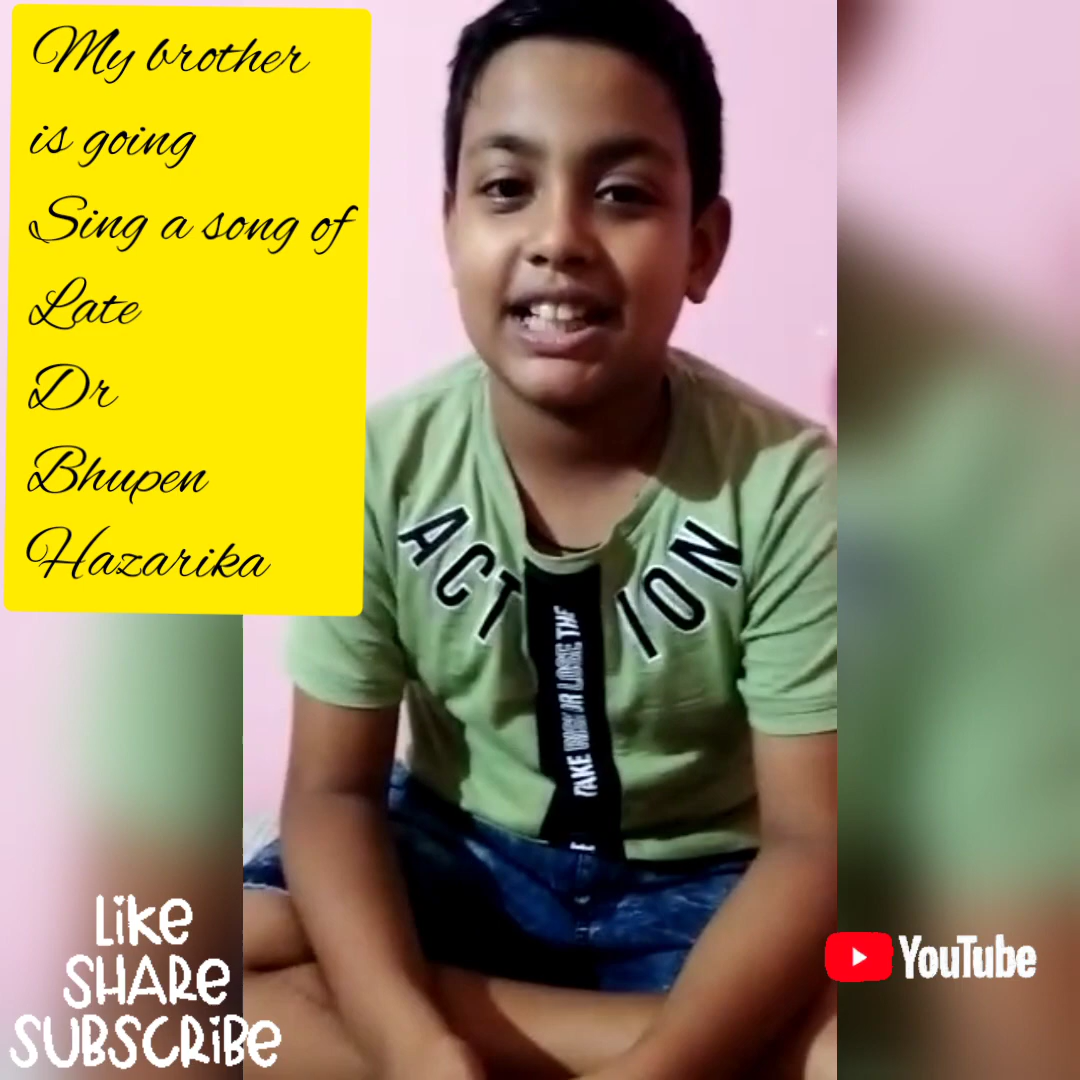 My brother
is going
Sing a song of
Late
Dr
Bhupen
Hazarika
ACTION
TAKE OR LOSE THE
LiKE
SHARE
SUBSCRiBE
YouTube